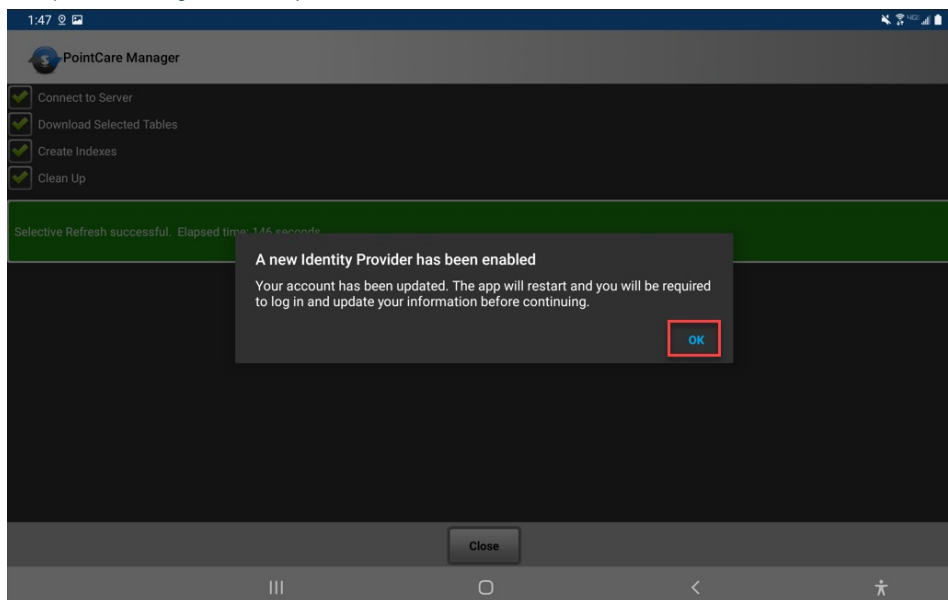 1:47
PointCare Manager
Connect to Server
Download Selected Tables
Create Indexes
Clean Up
Selective Refresh successful. Elapsed time: 146 seconds
A new Identity Provider has been enabled
Your account has been updated. The app will restart and you will be required
to log in and update your information before continuing.
OK
Close